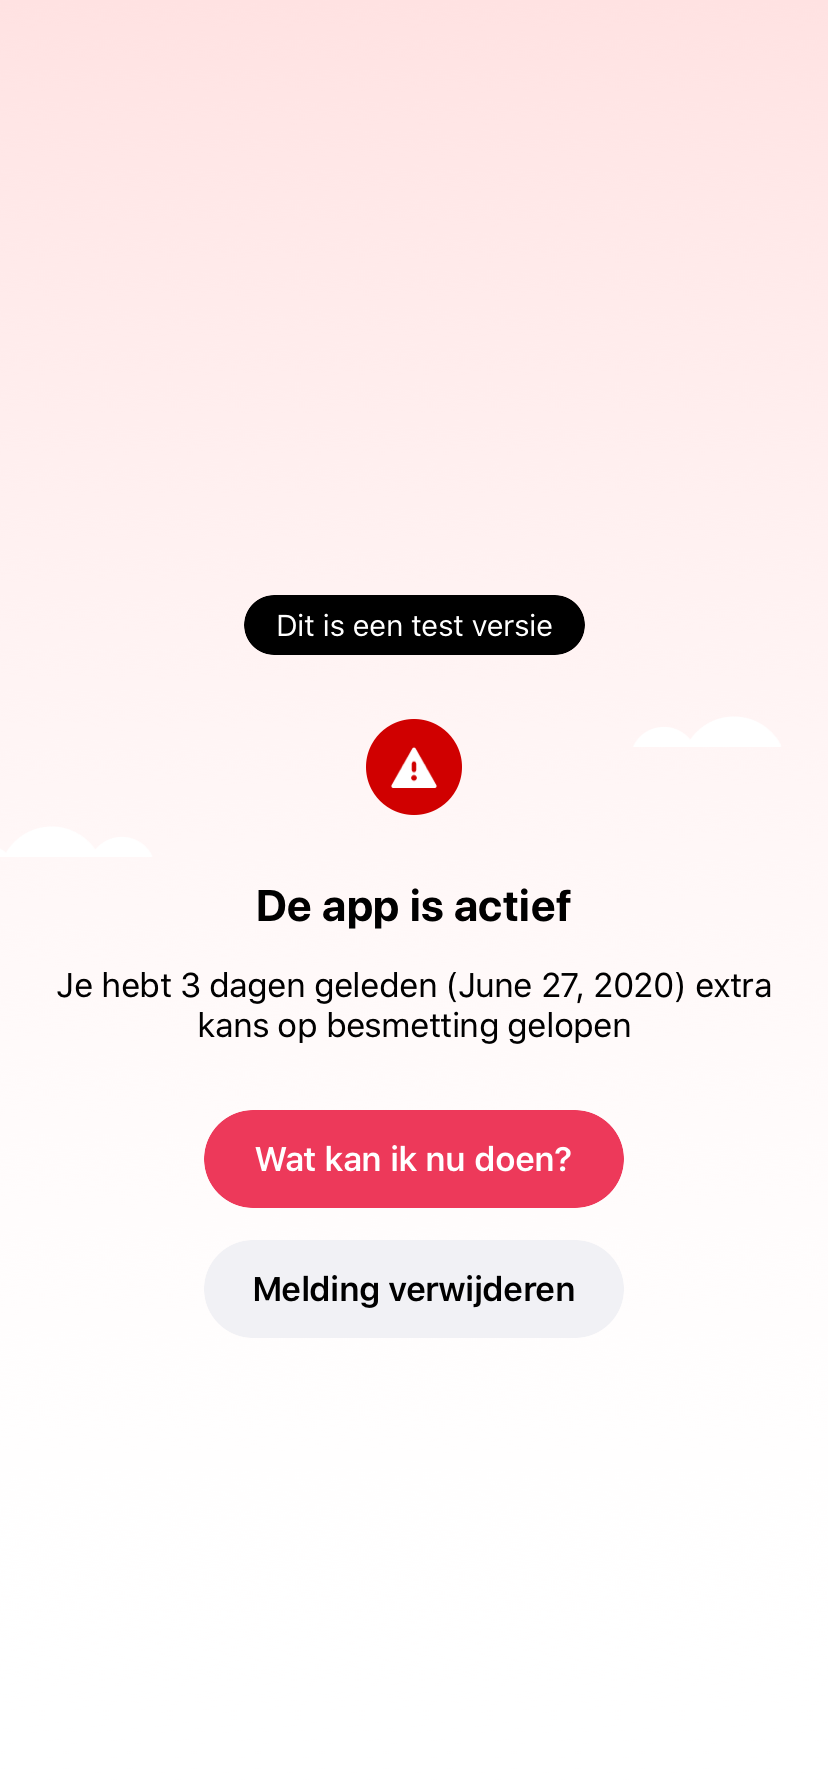 Dit is een test versie
De app is actief
Je hebt 3 dagen geleden (June 27, 2020) extra
kans op besmetting gelopen
Wat kan ik nu doen?
Melding verwijderen